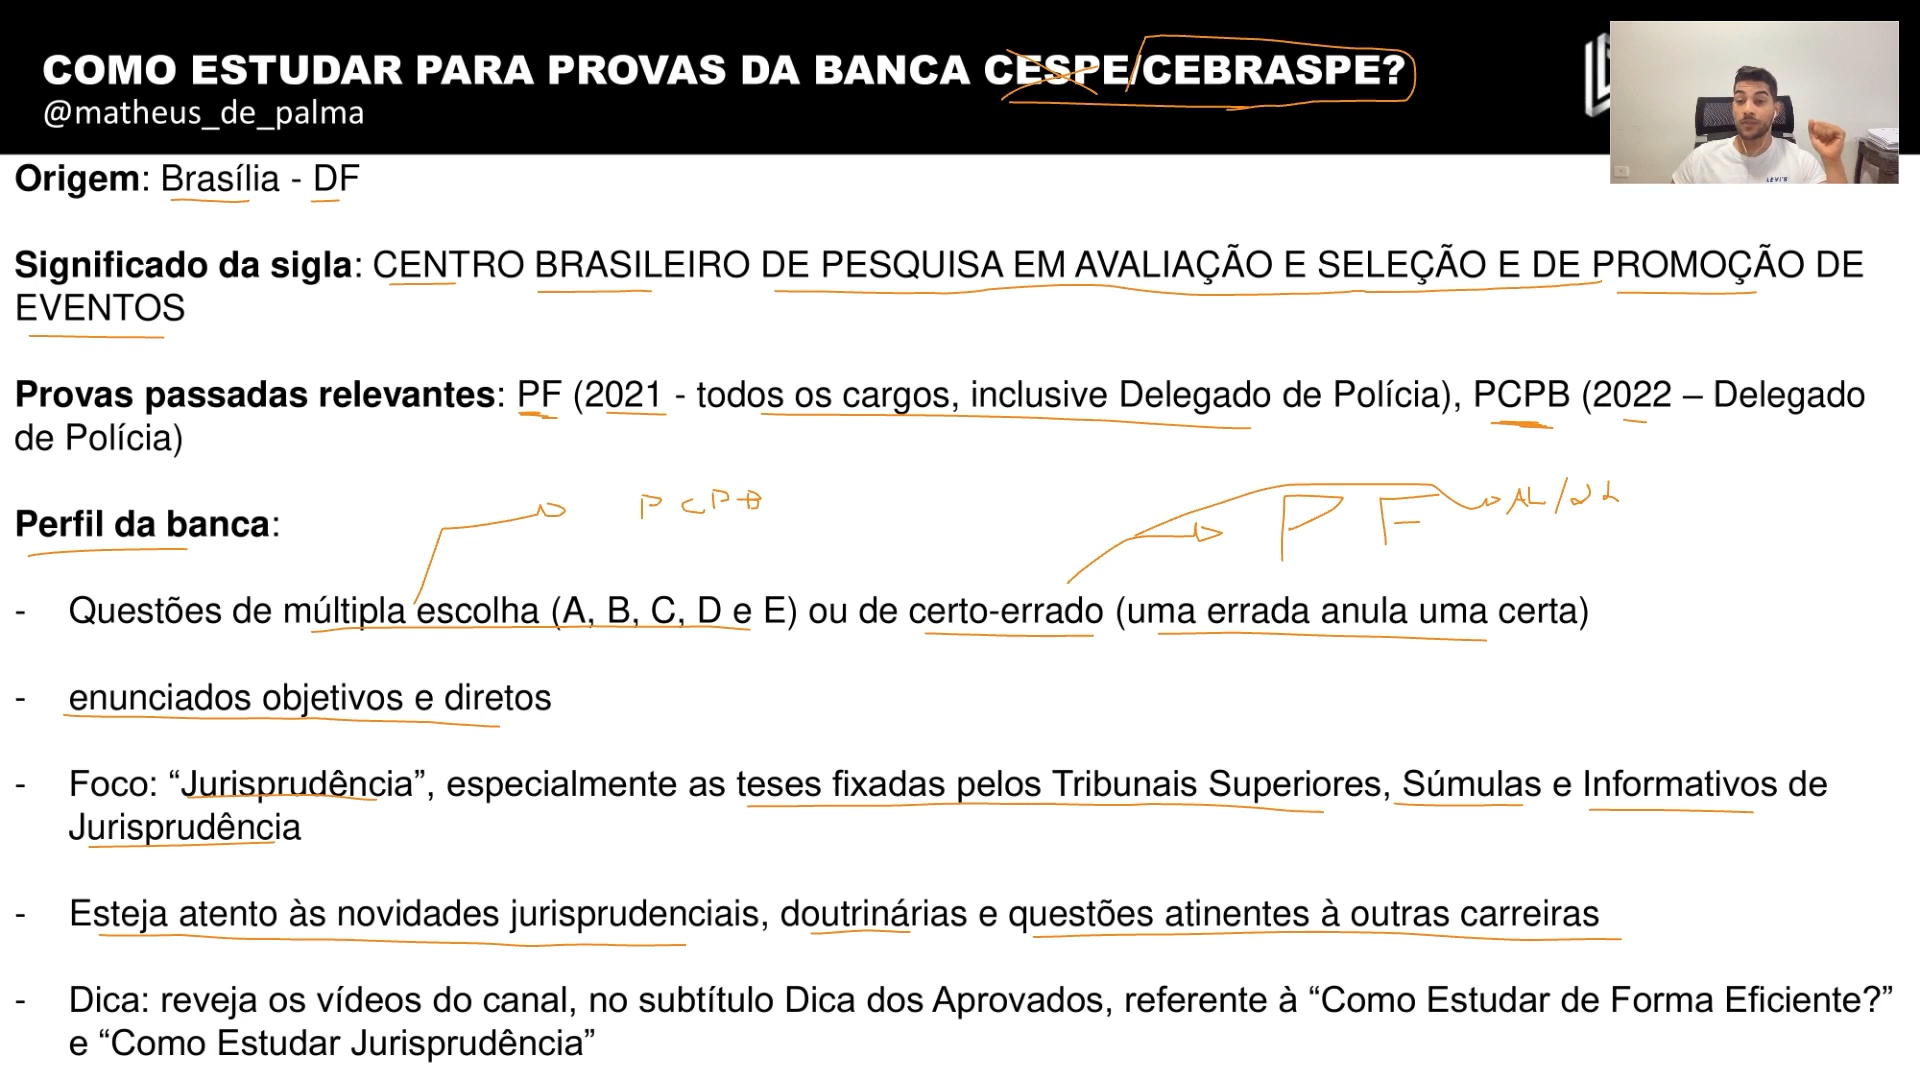 COMO ESTUDAR PARA PROVAS DA BANCA CESPE/CEBRASPE?
@matheus_de_palma
Origem: Brasília - DF
Significado da sigla: CENTRO BRASILEIRO DE PESQUISA EM AVALIAÇÃO E SELEÇÃO E DE PROMOÇÃO DE
EVENTOS
Provas passadas relevantes: PF (2021 - todos os cargos, inclusive Delegado de Polícia), PCPB (2022 – Delegado
de Polícia)
PCPB
PF
Perfil da banca:
- Questões de múltipla escolha (A, B, C, D e E) ou de certo-errado (uma errada anula uma certa)
- enunciados objetivos e diretos
- Foco: “Jurisprudência”, especialmente as teses fixadas pelos Tribunais Superiores, Súmulas e Informativos de
Jurisprudência
- Esteja atento às novidades jurisprudenciais, doutrinárias e questões atinentes à outras carreiras
- Dica: reveja os vídeos do canal, no subtítulo Dica dos Aprovados, referente à “Como Estudar de Forma Eficiente?”
e “Como Estudar Jurisprudência”